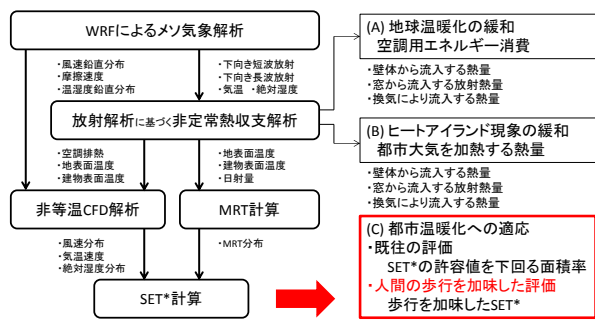 WRFによるメソ気象解析
・風速鉛直分布
・摩擦速度
・温湿度鉛直分布
・下向き短波放射
・下向き長波放射
・気温 ・絶対湿度
放射解析に基づく非定常熱収支解析
・空調排熱
・地表面温度
・建物表面温度
・地表面温度
・建物表面温度
・日射量
非等温CFD解析
MRT計算
・風速分布
・気温速度
・絶対湿度分布
・MRT分布
SET*計算
(A) 地球温暖化の緩和
空調用エネルギー消費
・壁体から流入する熱量
・窓から流入する放射熱量
・換気により流入する熱量
(B) ヒートアイランド現象の緩和
都市大気を加熱する熱量
・壁体から流入する熱量
・窓から流入する放射熱量
・換気により流入する熱量
(C) 都市温暖化への適応
・既往の評価
SET*の許容値を下回る面積率
・人間の歩行を加味した評価
歩行を加味したSET*